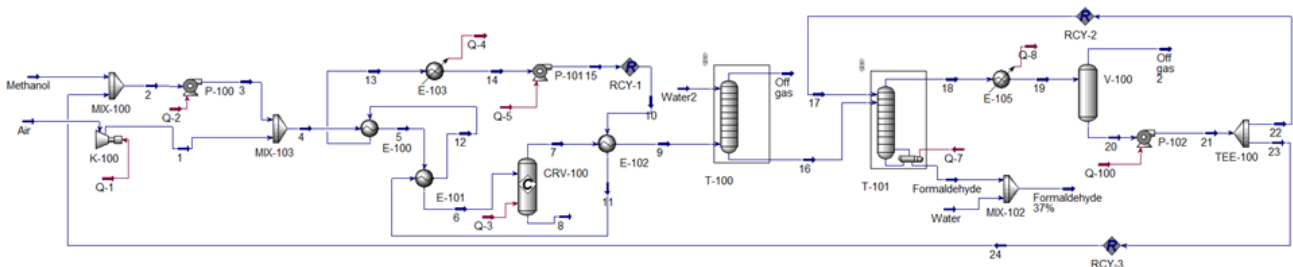 R
RCY-2
Q-4
Q-8
13
14
P-101
15
R
RCY-1
E-103
Off
gas
2
V-100
18
19
E-105
Methanol
2
P-100
3
MIX-100
Q-2
Q-5
Water2
Off
gas
17
Air
4
5
E-100
12
10
22
23
K-100
1
MIX-103
7
9
E-102
Q-7
20
P-102
21
TEE-100
16
Q-1
E-101
CRV-100
C
11
T-100
T-101
Formaldehyde
Q-100
6
Q-3
8
Water
MIX-102
Formaldehyde
37%
24
R
RCY-3